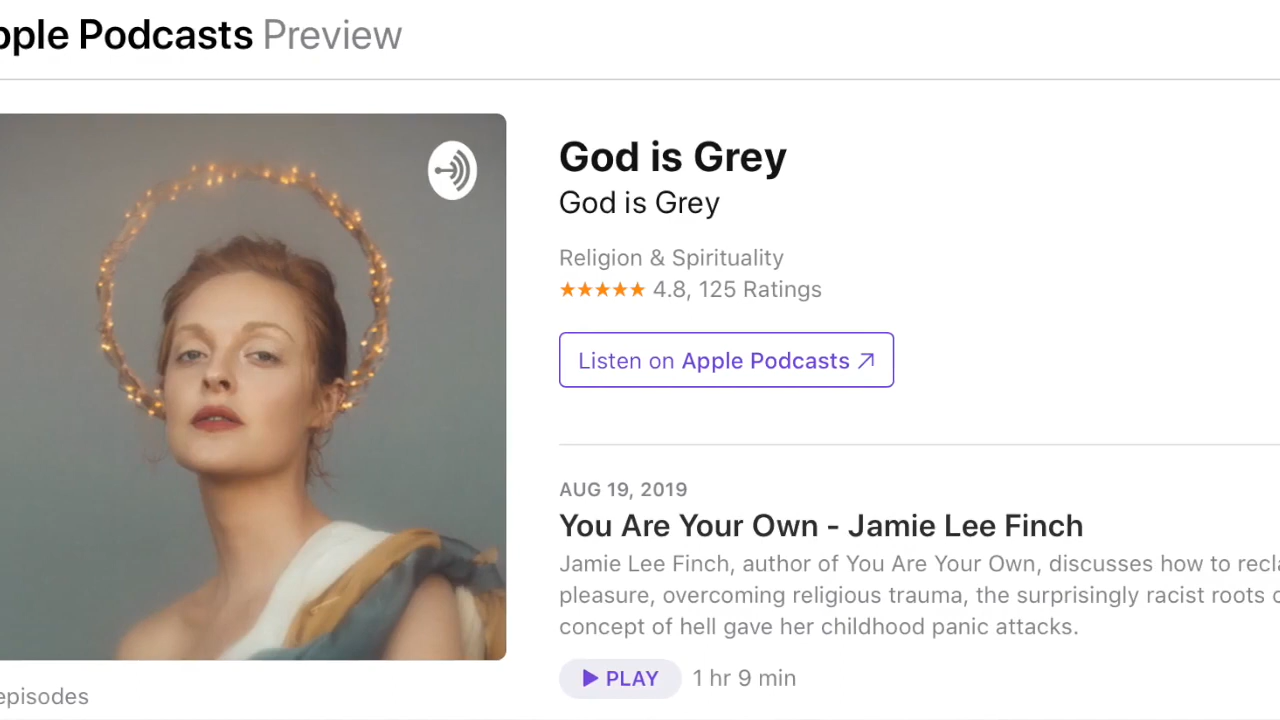 pple Podcasts Preview
God is Grey
God is Grey
Religion & Spirituality
★★★★★ 4.8, 125 Ratings
Listen on Apple Podcasts ↗
AUG 19, 2019
You Are Your Own - Jamie Lee Finch
Jamie Lee Finch, author of You Are Your Own, discusses how to recla
pleasure, overcoming religious trauma, the surprisingly racist roots o
concept of hell gave her childhood panic attacks.
▶ PLAY 1 hr 9 min
episodes